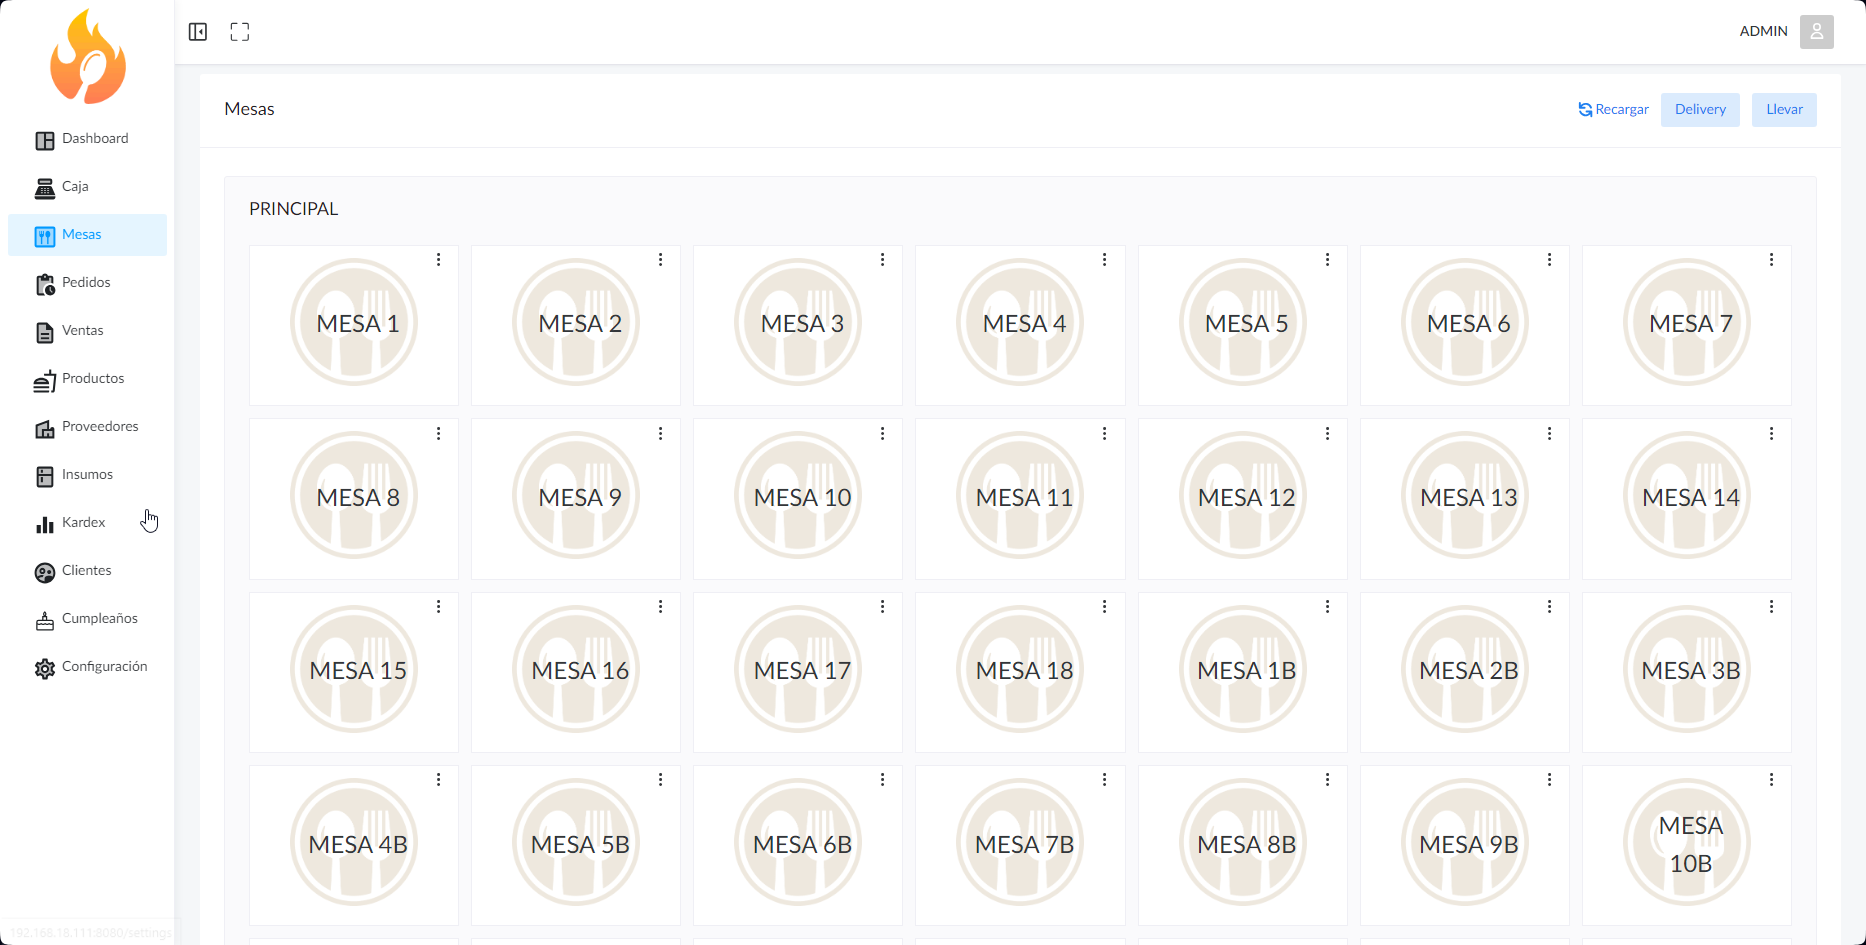 ADMIN
Dashboard
Caja
Mesas
Pedidos
Ventas
Productos
Proveedores
Insumos
Kardex
Clientes
Cumpleaños
Configuración
Mesas
Recargar
Delivery
Llevar
PRINCIPAL
MESA 1
MESA 2
MESA 3
MESA 4
MESA 5
MESA 6
MESA 7
MESA 8
MESA 9
MESA 10
MESA 11
MESA 12
MESA 13
MESA 14
MESA 15
MESA 16
MESA 17
MESA 18
MESA 1B
MESA 2B
MESA 3B
MESA 4B
MESA 5B
MESA 6B
MESA 7B
MESA 8B
MESA 9B
MESA
10B
192.168.18.111:8080/settings